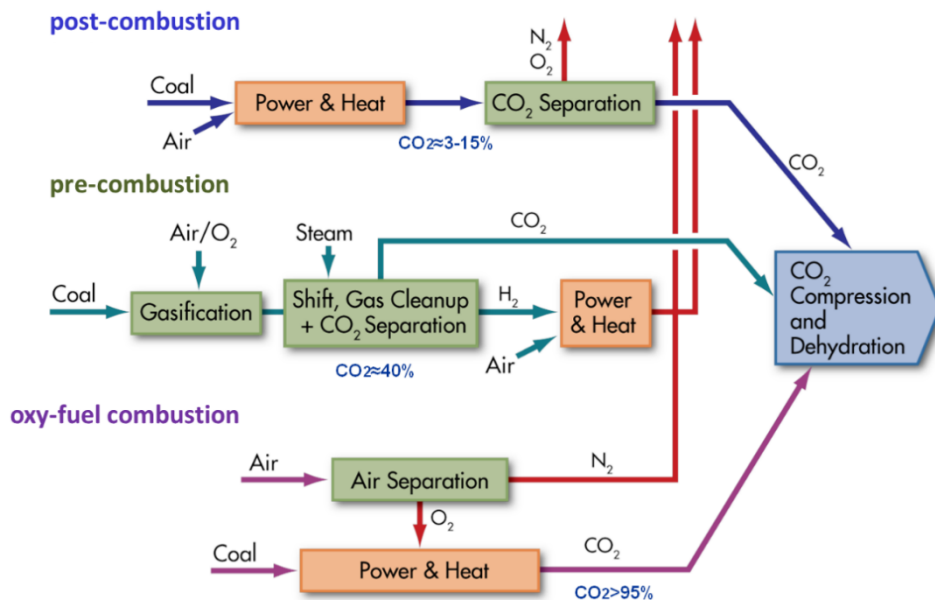 post-combustion
N₂
O₂
Coal
Power & Heat
CO₂ Separation
Air
CO₂≈3-15%
CO₂
pre-combustion
Air/O₂
Steam
CO₂
Coal
Gasification
Shift, Gas Cleanup
+ CO₂ Separation
H₂
Power
& Heat
Air
CO₂≈40%
CO₂
Compression
and
Dehydration
oxy-fuel combustion
Air
Air Separation
N₂
O₂
Coal
Power & Heat
CO₂
CO₂>95%